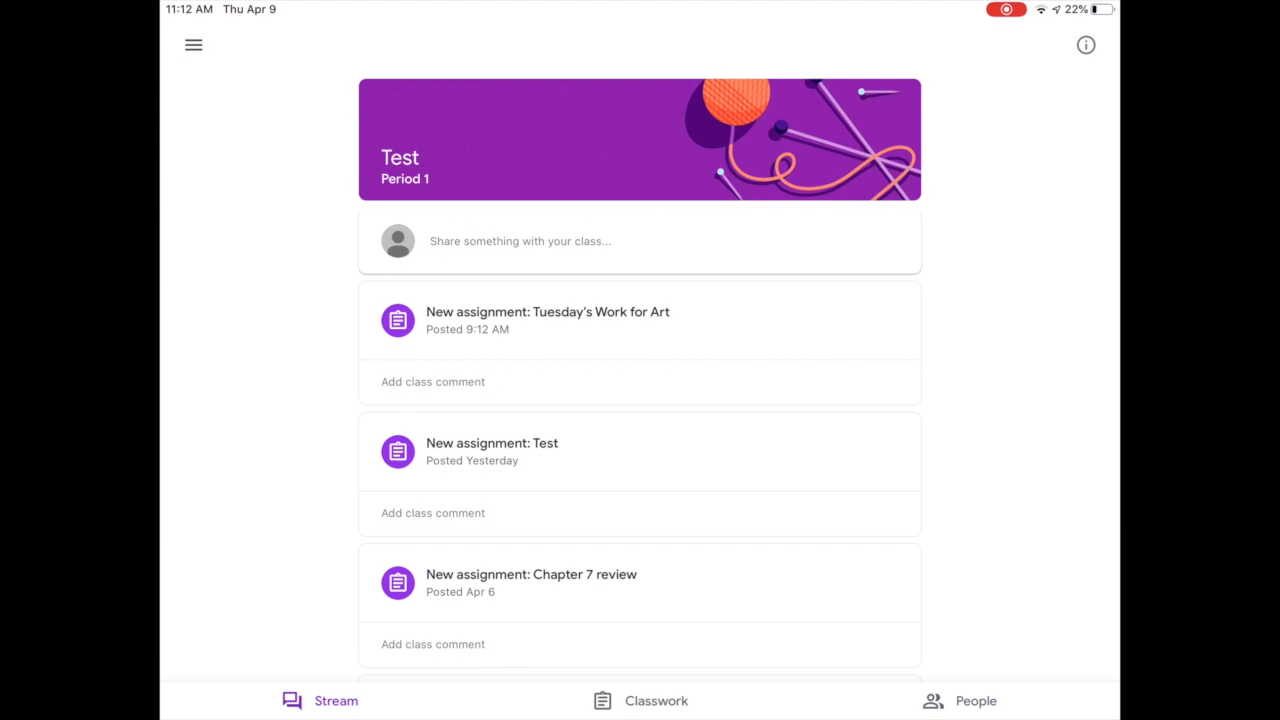 11:12 AM Thu Apr 9
22%
Test
Period 1
Share something with your class...
New assignment: Tuesday's Work for Art
Posted 9:12 AM
Add class comment
New assignment: Test
Posted Yesterday
Add class comment
New assignment: Chapter 7 review
Posted Apr 6
Add class comment
Stream
Classwork
People